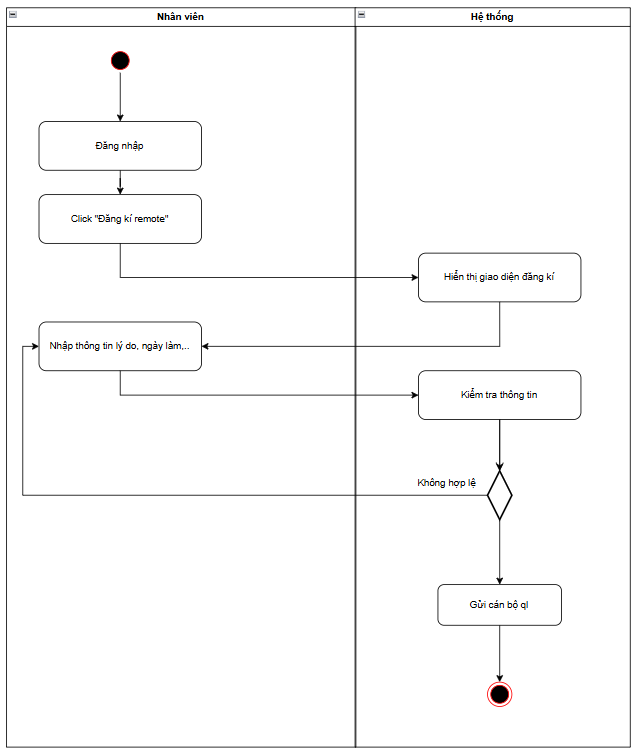 Nhân viên
Hệ thống
Đăng nhập
Click "Đăng kí remote"
Hiển thị giao diện đăng kí
Nhập thông tin lý do, ngày làm,..
Kiểm tra thông tin
Không hợp lệ
Gửi cán bộ ql